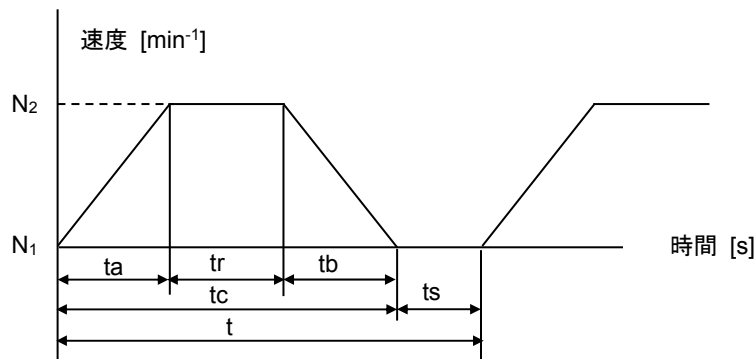 速度 [min-1]
N2
N1
時間 [s]
ta
tr
tb
tc
ts
t